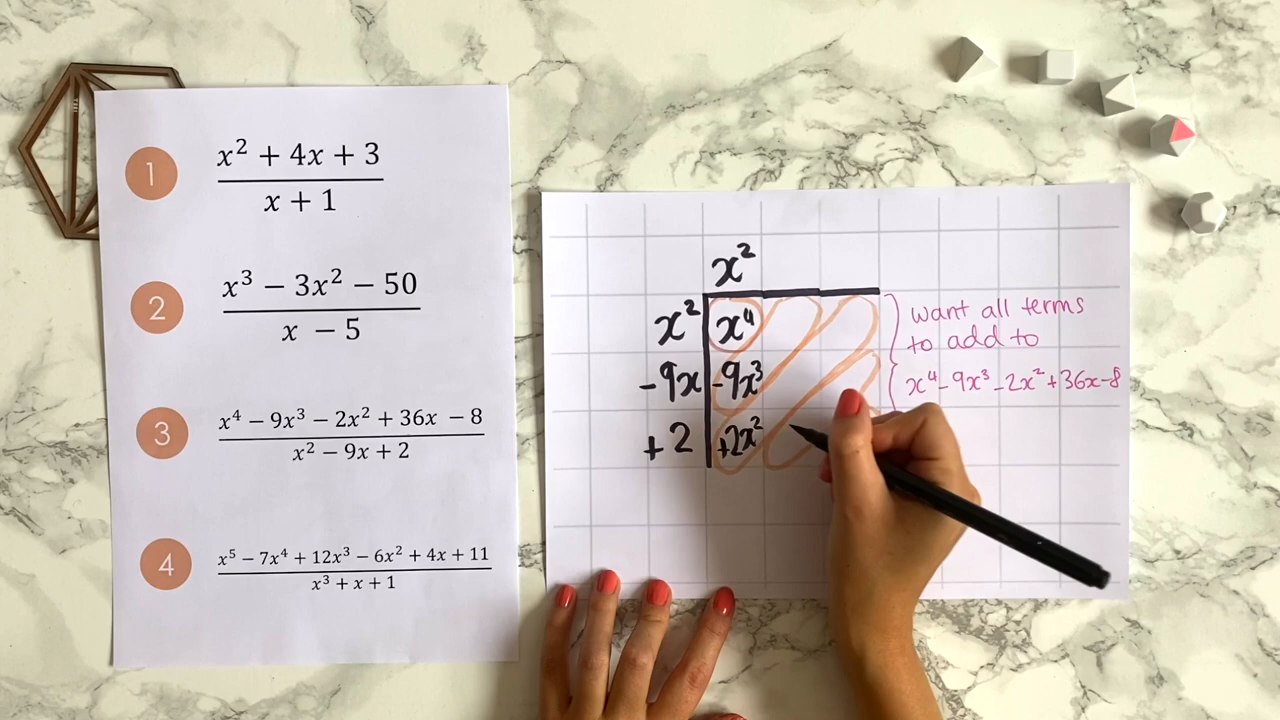 1
x² + 4x + 3
x + 1
2
x³ − 3x² − 50
x − 5
3
x⁴ − 9x³ − 2x² + 36x − 8
x² − 9x + 2
4
x⁵ − 7x⁴ + 12x³ − 6x² + 4x + 11
x³ + x + 1
x²
x² x⁴
-9x -9x³
+2 +2x²
want all terms
to add to
x⁴-9x³-2x²+36x-8